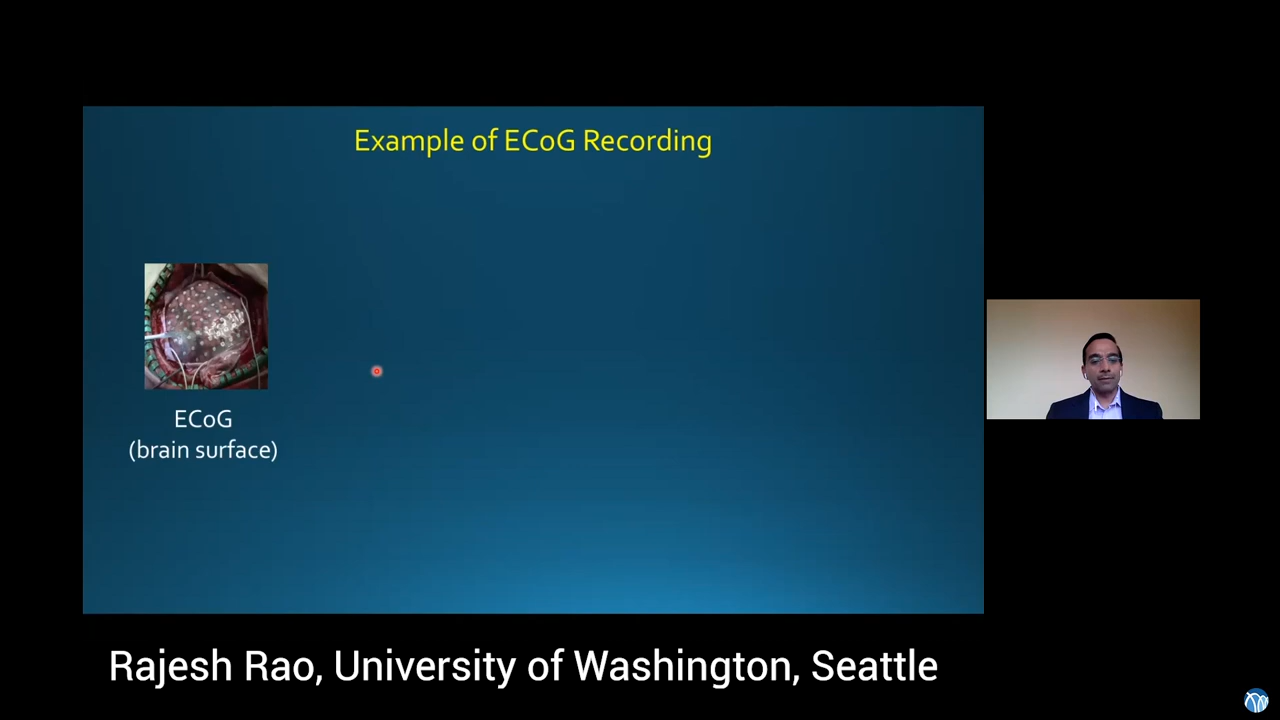 Example of ECoG Recording
ECoG
(brain surface)
Rajesh Rao, University of Washington, Seattle